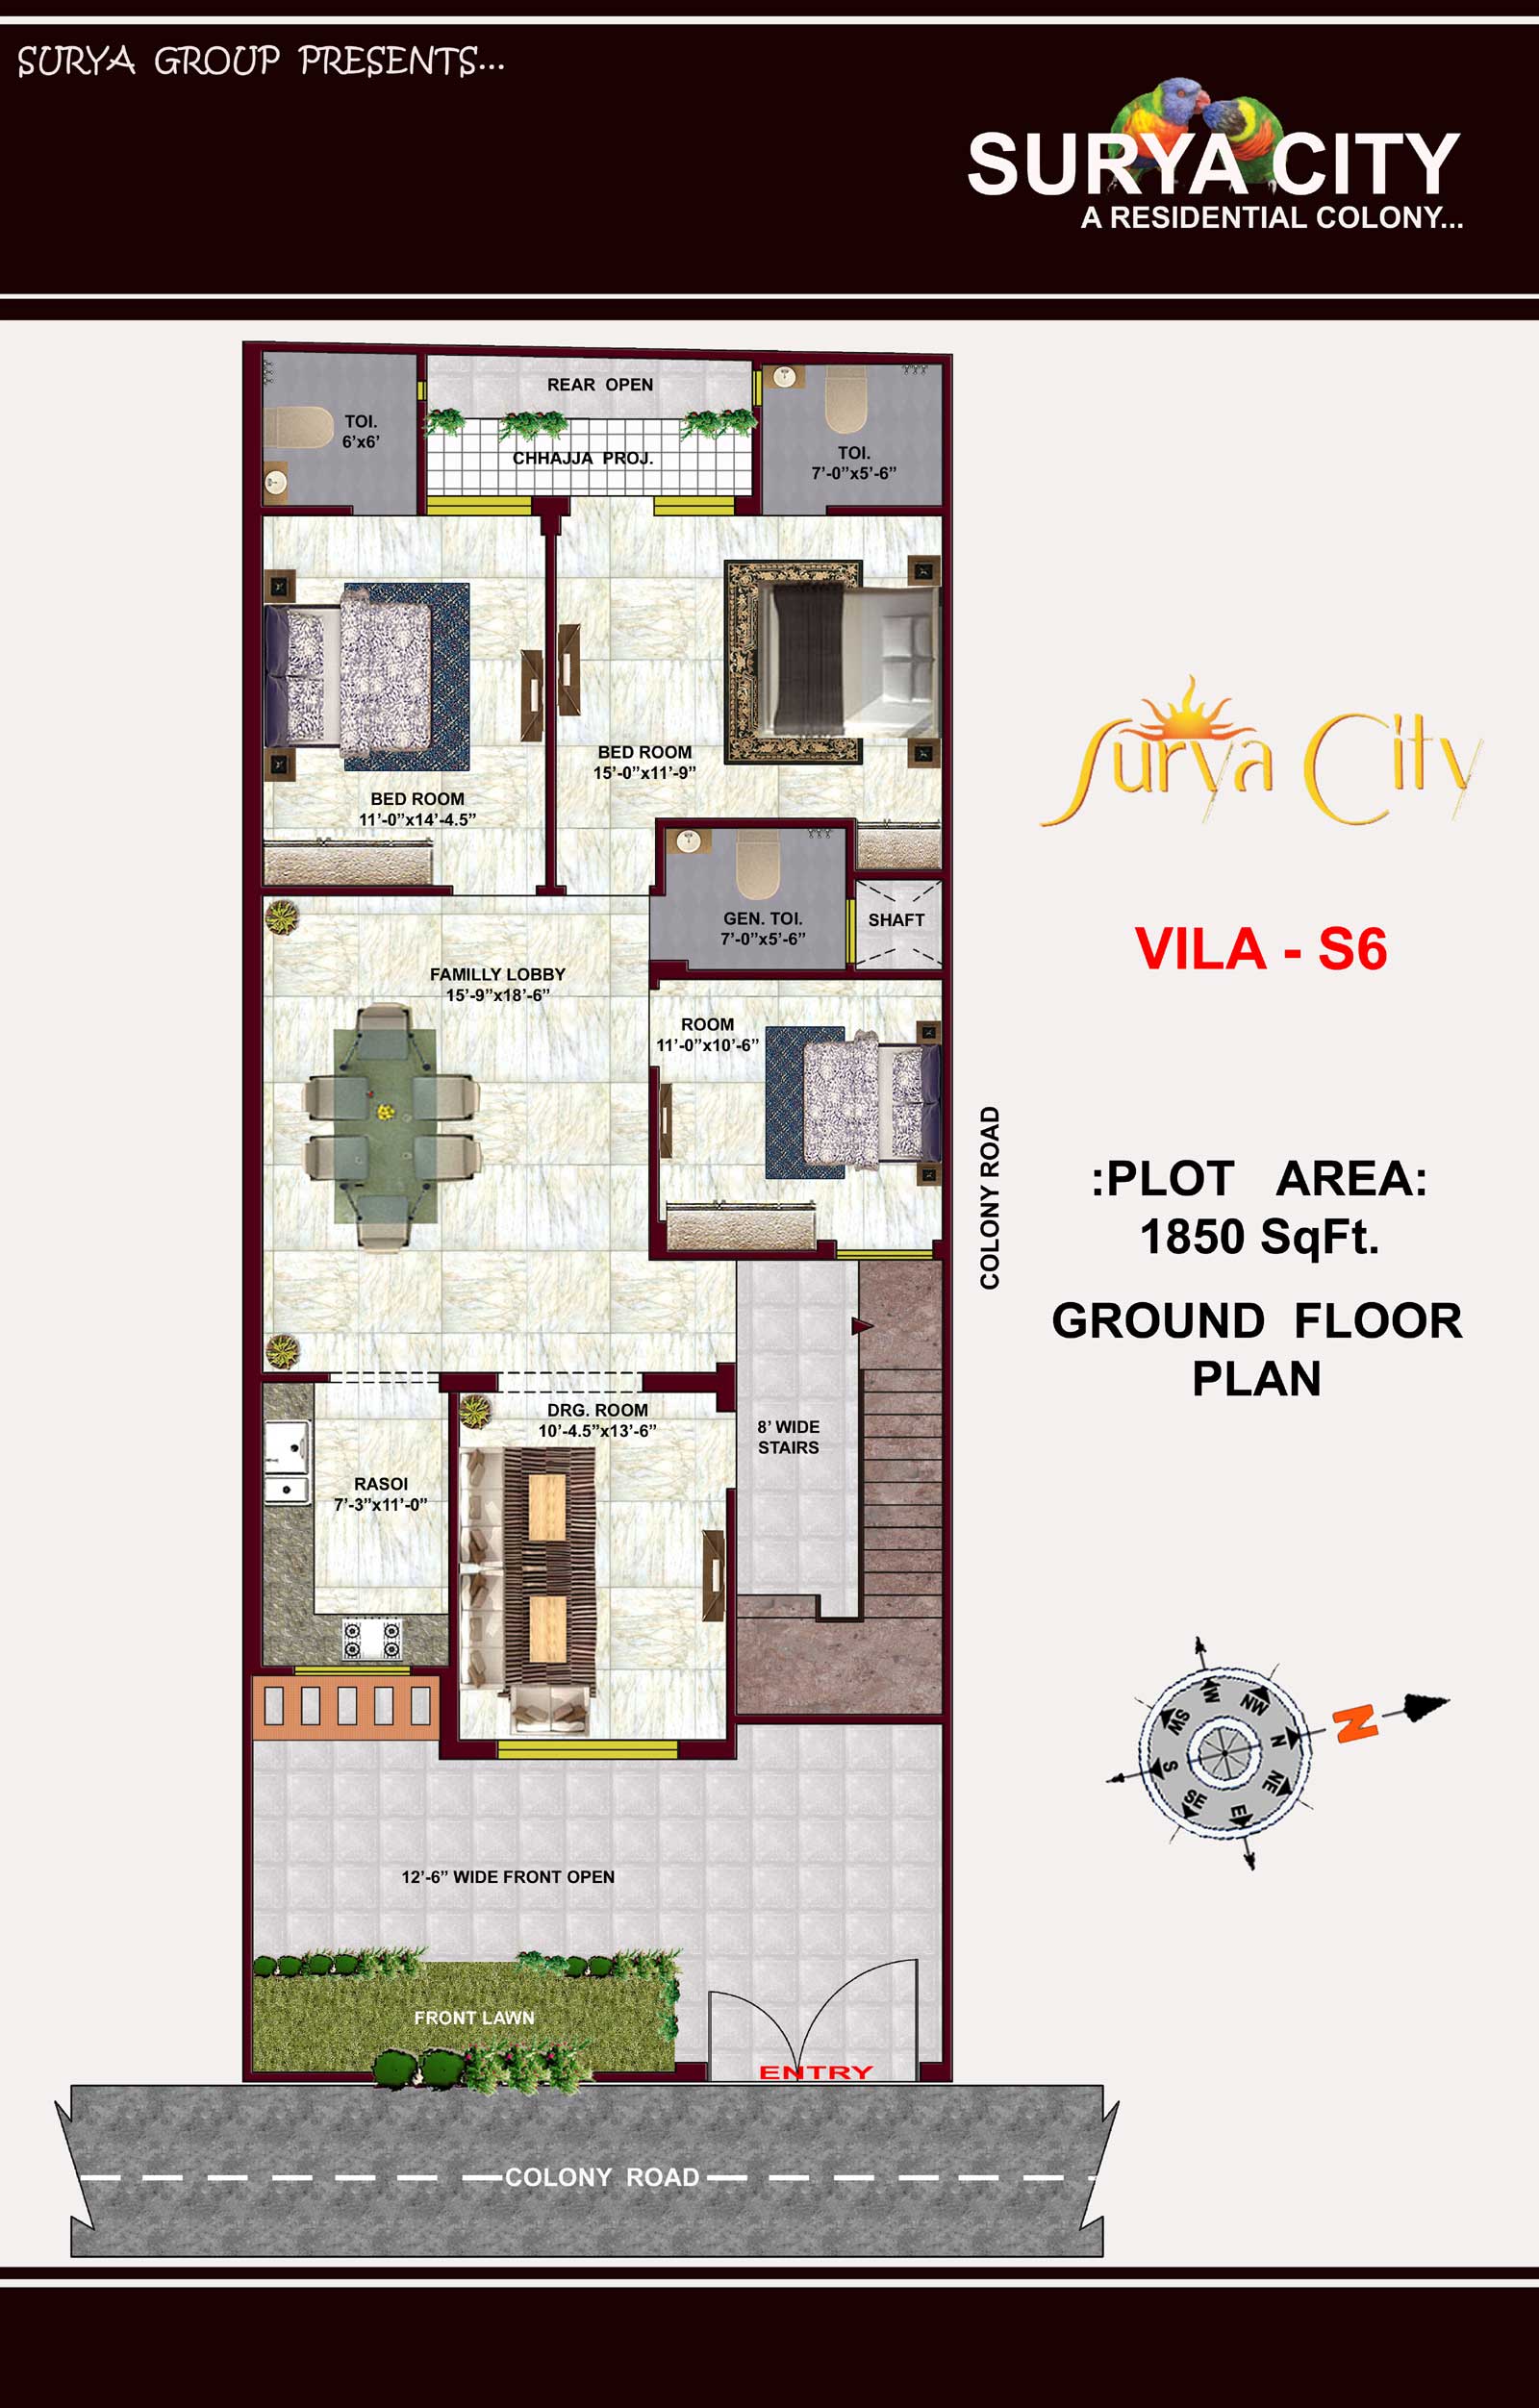 SURYA GROUP PRESENTS...
SURYA CITY
A RESIDENTIAL COLONY...
REAR OPEN
TOI.
6'x6'
CHHAJJA PROJ.
TOI.
7'-0"x5'-6"
BED ROOM
15'-0"x11'-9"
BED ROOM
11'-0"x14'-4.5"
Surya City
GEN. TOI.
7'-0"x5'-6"
SHAFT
VILA - S6
FAMILLY LOBBY
15'-9"x18'-6"
ROOM
11'-0"x10'-6"
COLONY ROAD
:PLOT AREA:
1850 SqFt.
GROUND FLOOR
PLAN
DRG. ROOM
10'-4.5"x13'-6"
8' WIDE
STAIRS
RASOI
7'-3"x11'-0"
N
W
NW
N
NE
E
SE
S
SW
12'-6" WIDE FRONT OPEN
FRONT LAWN
ENTRY
COLONY ROAD